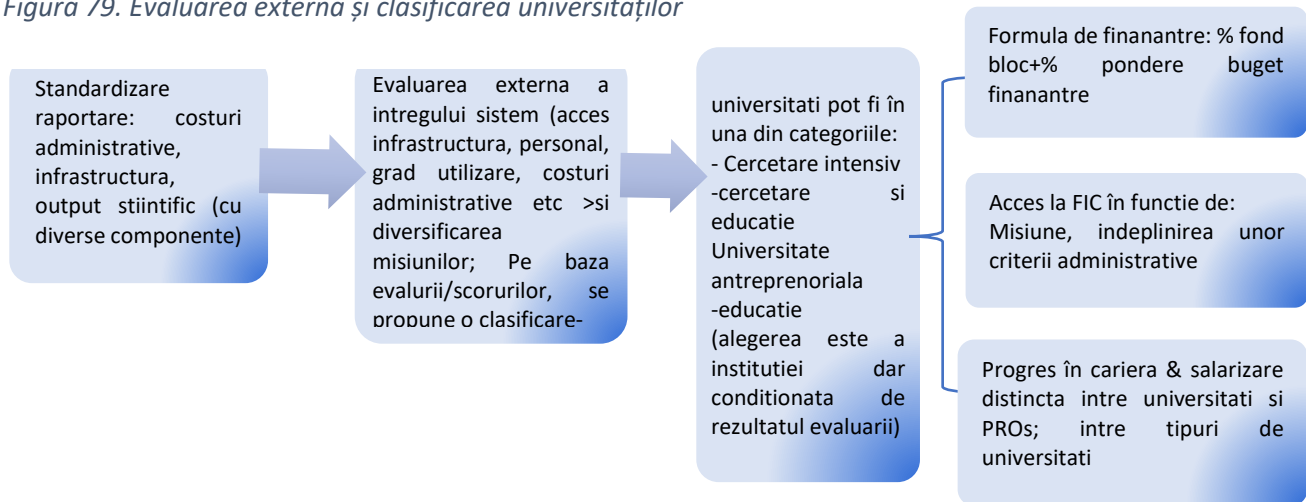 Figura 79. Evaluarea externa și clasificarea universităților
Standardizare
raportare: costuri
administrative,
infrastructura,
output stiintific (cu
diverse componente)
Evaluarea externa a
intregului sistem (acces
infrastructura, personal,
grad utilizare, costuri
administrative etc >si
diversificarea
misiunilor; Pe baza
evalurii/scorurilor, se
propune o clasificare-
universitati pot fi în
una din categoriile:
- Cercetare intensiv
-cercetare si
educatie
Universitate
antreprenoriala
-educatie
(alegerea este a
institutiei dar
conditionata de
rezultatul evaluarii)
Formula de finanantre: % fond
bloc+% pondere buget
finanantre
Acces la FIC în functie de:
Misiune, indeplinirea unor
criterii administrative
Progres în cariera & salarizare
distincta intre universitati si
PROs; intre tipuri de
universitati